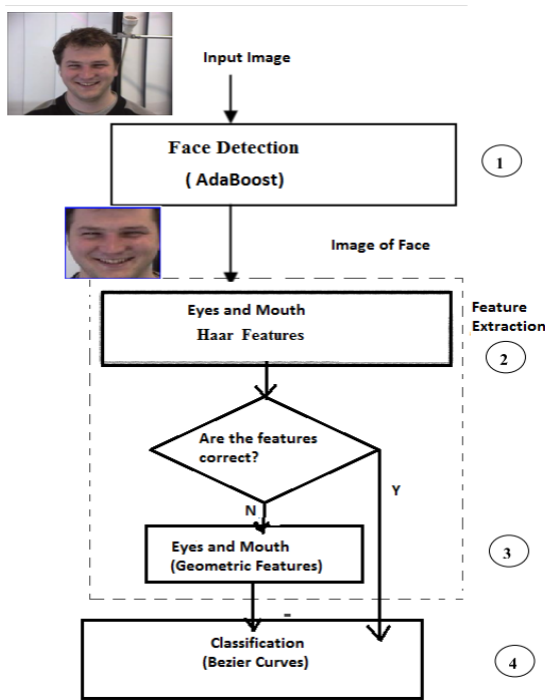 Input Image
Face Detection
( AdaBoost)
1
Image of Face
Eyes and Mouth
Haar Features
Feature
Extraction
2
Are the features
correct?
Y
N
Eyes and Mouth
(Geometric Features)
3
Classification
(Bezier Curves)
4